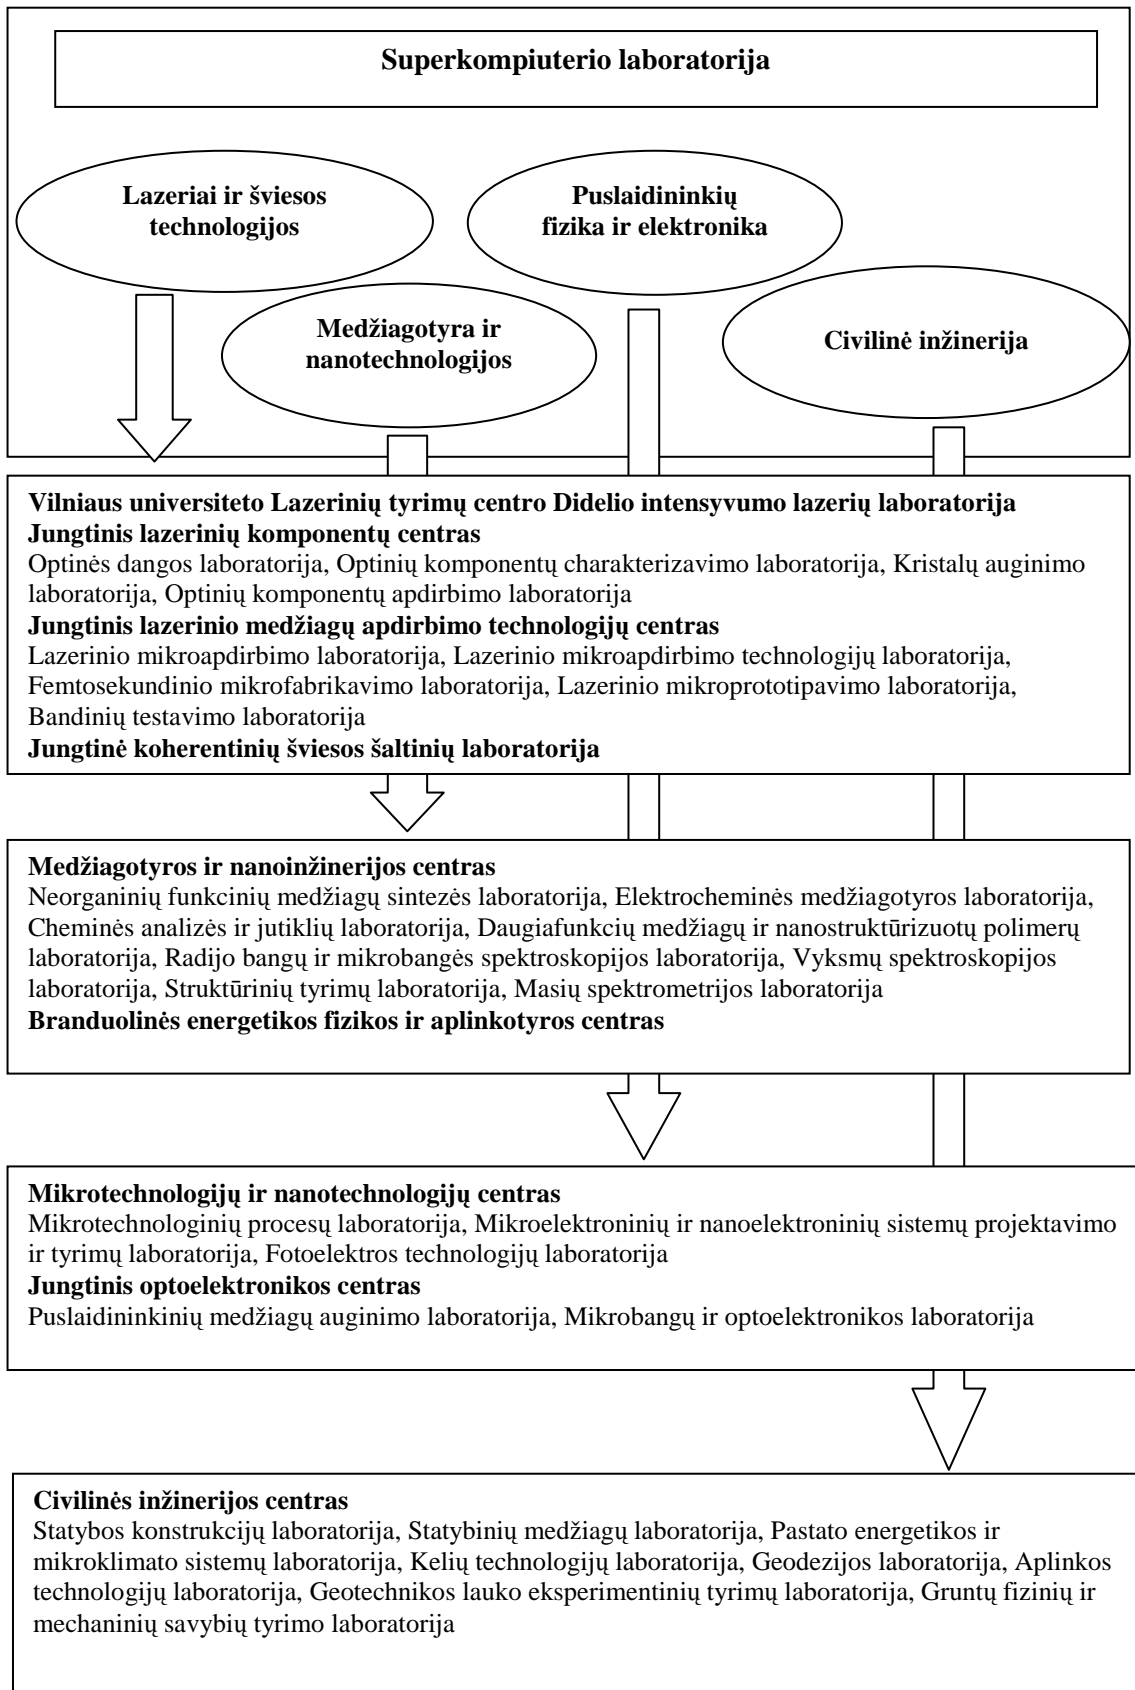 Superkompiuterio laboratorija
Lazeriai ir šviesos
technologijos
Puslaidininkių
fizika ir elektronika
Medžiagotyra ir
nanotechnologijos
Civilinė inžinerija
Vilniaus universiteto Lazerinių tyrimų centro Didelio intensyvumo lazerių laboratorija
Jungtinis lazerinių komponentų centras
Optinės dangos laboratorija, Optinių komponentų charakterizavimo laboratorija, Kristalų auginimo
laboratorija, Optinių komponentų apdirbimo laboratorija
Jungtinis lazerinio medžiagų apdirbimo technologijų centras
Lazerinio mikroapdirbimo laboratorija, Lazerinio mikroapdirbimo technologijų laboratorija,
Femtosekundinio mikrofabrikavimo laboratorija, Lazerinio mikroprototipavimo laboratorija,
Bandinių testavimo laboratorija
Jungtinė koherentinių šviesos šaltinių laboratorija
Medžiagotyros ir nanoinžinerijos centras
Neorganinių funkcinių medžiagų sintezės laboratorija, Elektrocheminės medžiagotyros laboratorija,
Cheminės analizės ir jutiklių laboratorija, Daugiafunkcių medžiagų ir nanostruktūrizuotų polimerų
laboratorija, Radijo bangų ir mikrobangės spektroskopijos laboratorija, Vyksmų spektroskopijos
laboratorija, Struktūrinių tyrimų laboratorija, Masių spektrometrijos laboratorija
Branduolinės energetikos fizikos ir aplinkotyros centras
Mikrotechnologijų ir nanotechnologijų centras
Mikrotechnologinių procesų laboratorija, Mikroelektroninių ir nanoelektroninių sistemų projektavimo
ir tyrimų laboratorija, Fotoelektros technologijų laboratorija
Jungtinis optoelektronikos centras
Puslaidininkinių medžiagų auginimo laboratorija, Mikrobangų ir optoelektronikos laboratorija
Civilinės inžinerijos centras
Statybos konstrukcijų laboratorija, Statybinių medžiagų laboratorija, Pastato energetikos ir
mikroklimato sistemų laboratorija, Kelių technologijų laboratorija, Geodezijos laboratorija, Aplinkos
technologijų laboratorija, Geotechnikos lauko eksperimentinių tyrimų laboratorija, Gruntų fizinių ir
mechaninių savybių tyrimo laboratorija